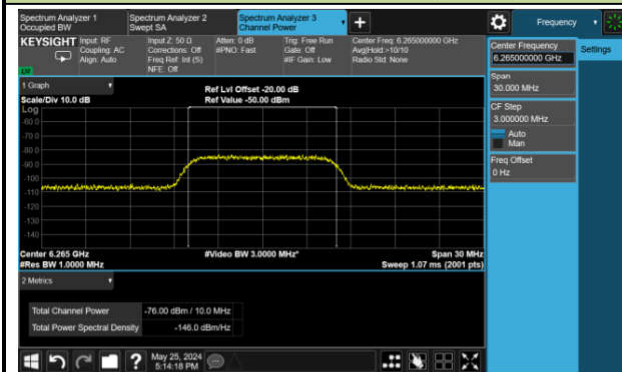 Spectrum Analyzer 1
Occupied BW
Spectrum Analyzer 2
Swept SA
Spectrum Analyzer 3
Channel Power
Frequency
KEYSIGHT
Input: RF
Coupling: AC
Align: Auto
Input Z: 50 Ω
Corrections: Off
Freq Ref: Int (S)
NFE: Off
Atten: 0 dB
#PNO: Fast
Trig: Free Run
Gate: Off
#IF Gain: Low
Center Freq: 6.265000000 GHz
Avg|Hold:>10/10
Radio Std: None
Center Frequency
6.265000000 GHz
Settings
Span
30.000 MHz
CF Step
3.000000 MHz
Auto
Man
Freq Offset
0 Hz
1 Graph
Scale/Div 10.0 dB
Ref Lvl Offset -20.00 dB
Ref Value -50.00 dBm
Log
-60.0
-70.0
-80.0
-90.0
-100
-110
-120
-130
-140
Center 6.265 GHz
#Res BW 1.0000 MHz
#Video BW 3.0000 MHz*
Span 30 MHz
Sweep 1.07 ms (2001 pts)
2 Metrics
Total Channel Power
-76.00 dBm / 10.0 MHz
Total Power Spectral Density
-146.0 dBm/Hz
May 25, 2024
5:14:18 PM